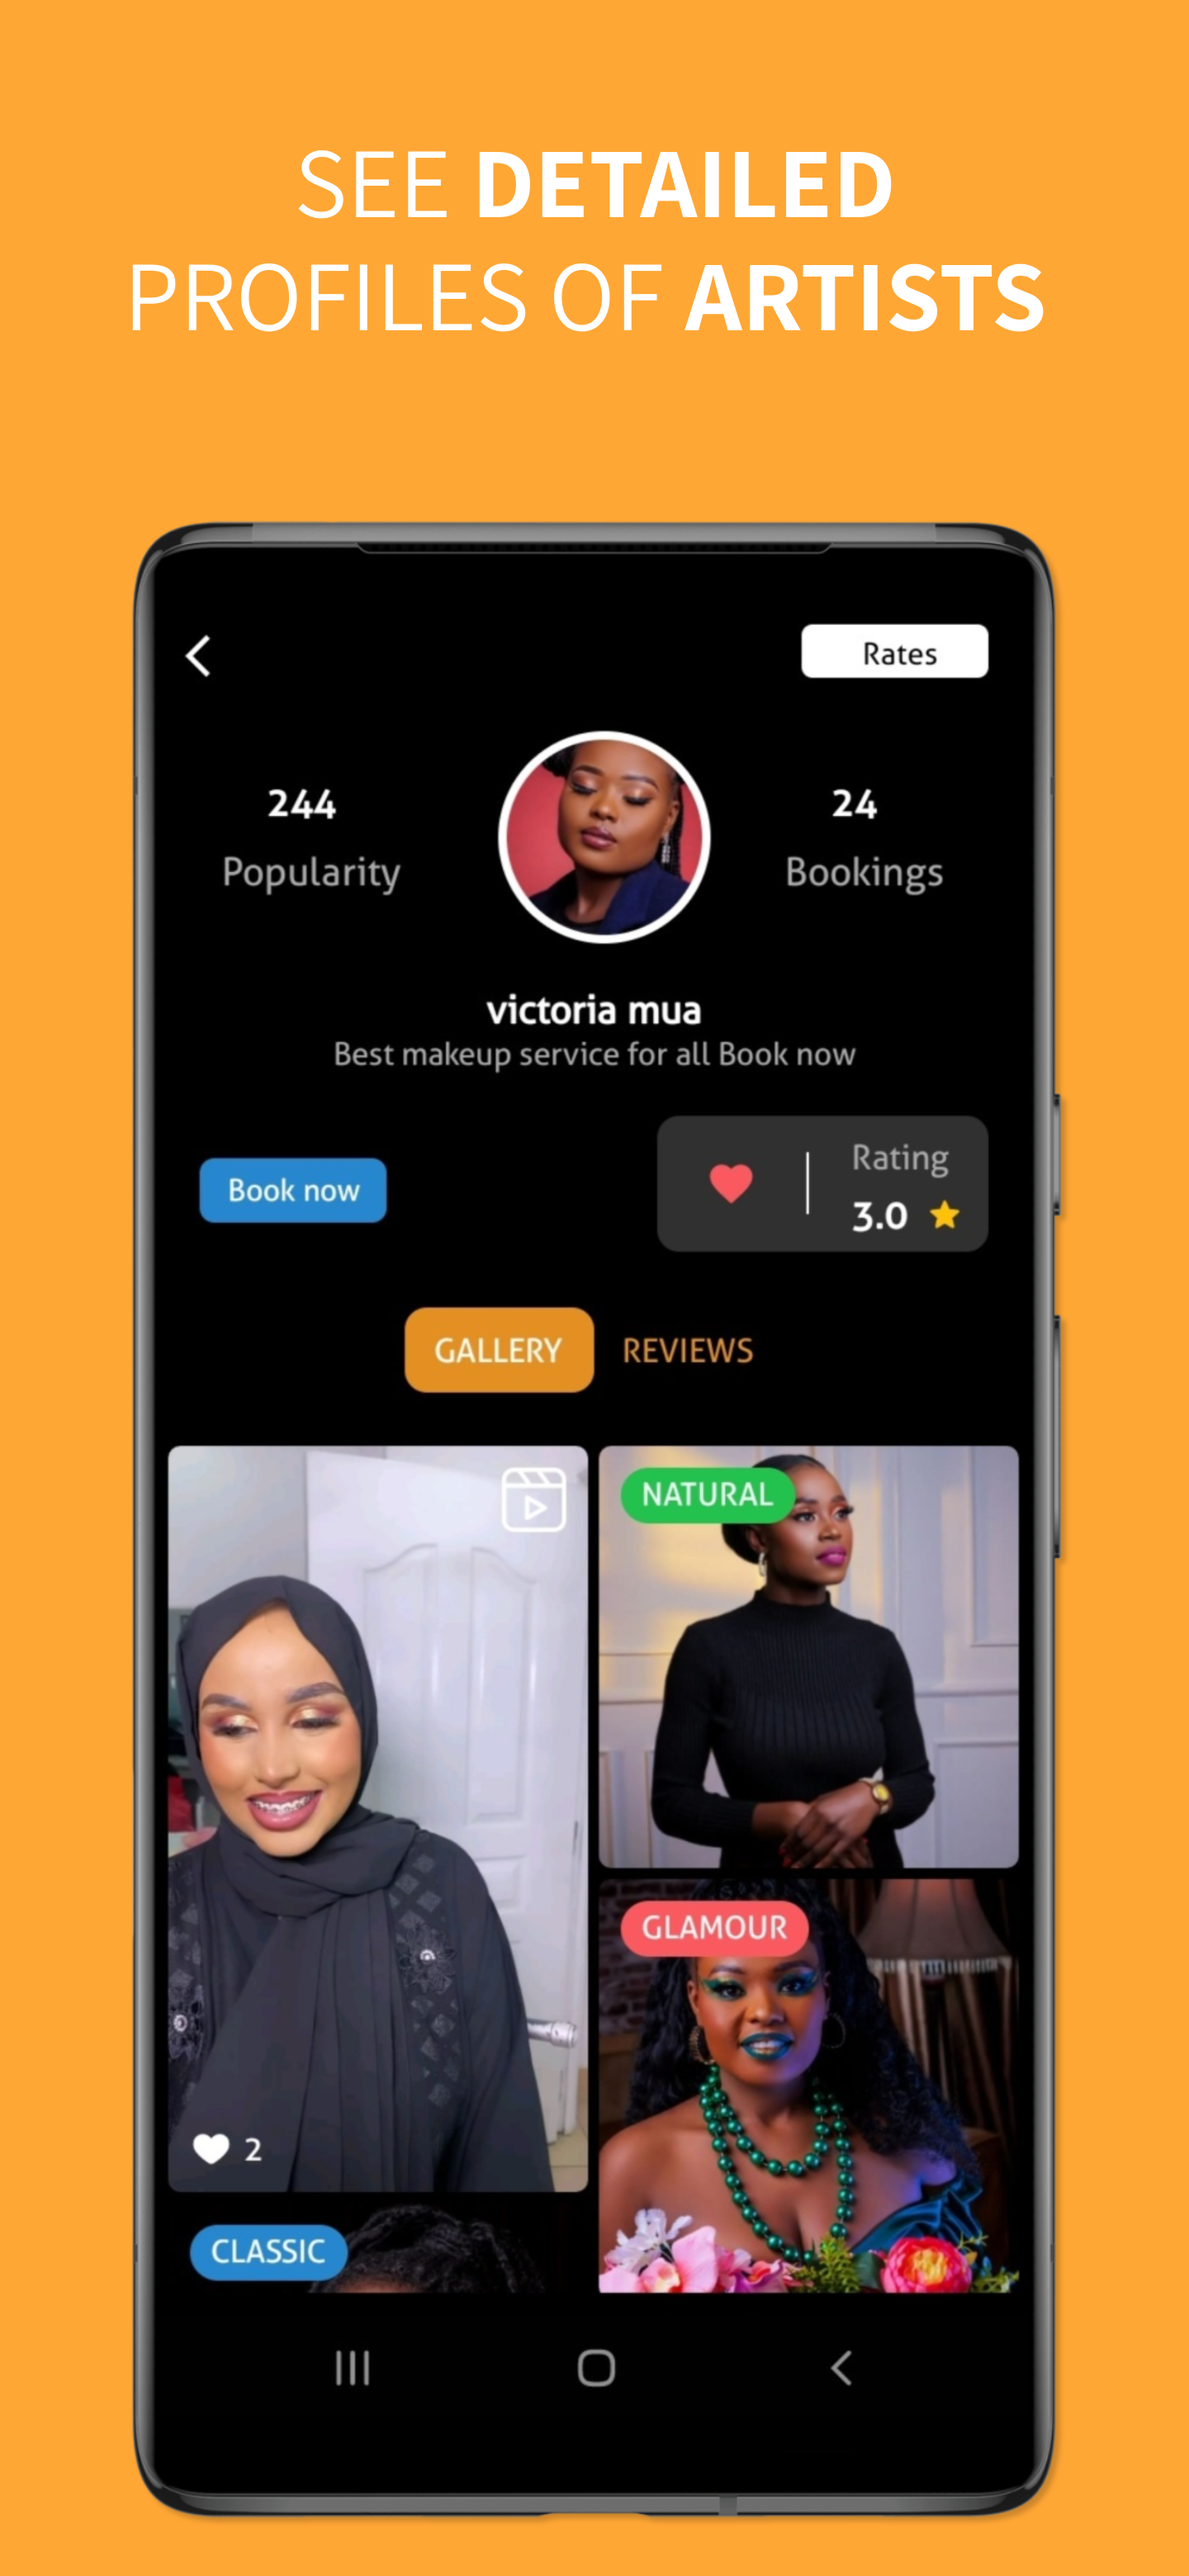 SEE DETAILED
PROFILES OF ARTISTS
Rates
244
24
Popularity
Bookings
victoria mua
Best makeup service for all Book now
Book now
Rating
3.0
GALLERY
REVIEWS
NATURAL
GLAMOUR
2
CLASSIC